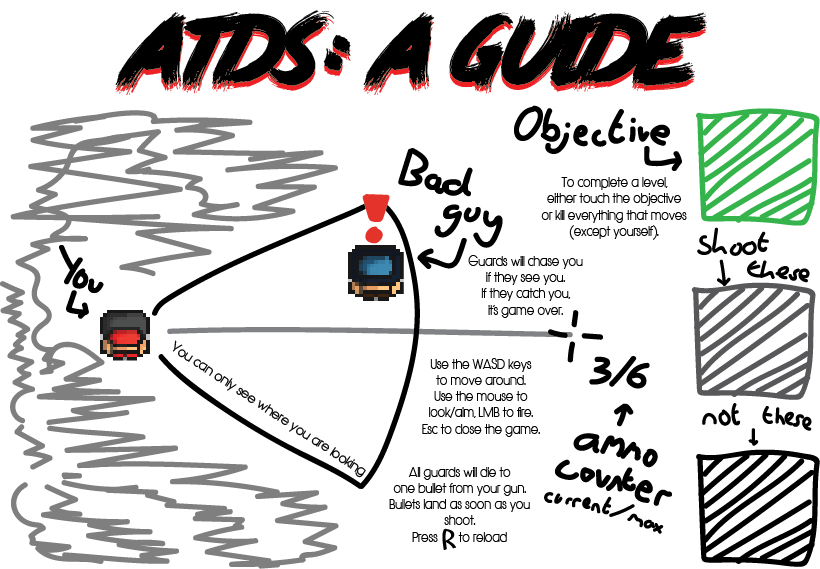 ATDS: A GUIDE
Objective
To complete a level,
either touch the objective
or kill everything that moves
(except yourself).
Bad
guy
Guards will chase you
if they see you.
If they catch you,
it's game over.
shoot
these
You
You can only see where you are looking
Use the WASD keys
to move around.
Use the mouse to
look/aim, LMB to fire.
Esc to close the game.
3/6
ammo
counter
current/max
not these
All guards will die to
one bullet from your gun.
Bullets land as soon as you
shoot.
Press R to reload